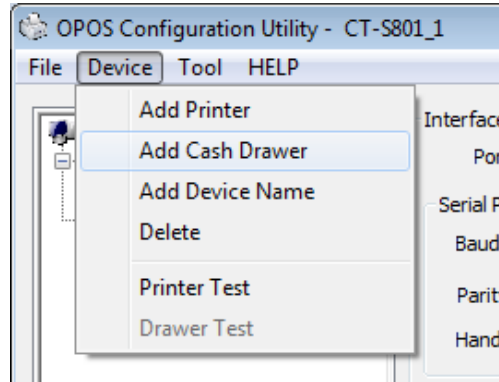 OPOS Configuration Utility - CT-S801_1
File Device Tool HELP
Add Printer
Add Cash Drawer
Add Device Name
Delete
Printer Test
Drawer Test
Interface
Por
Serial P
Baud
Parit
Hand